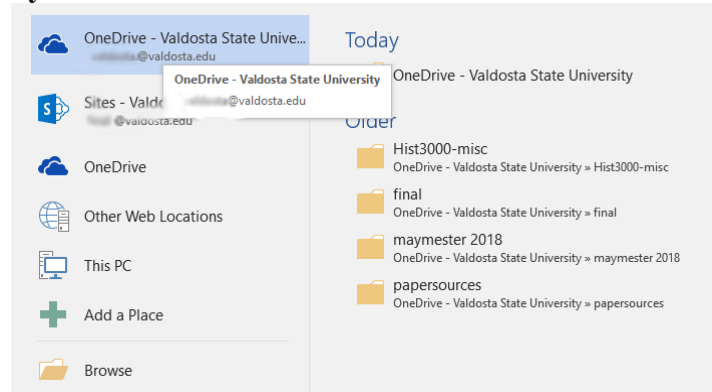 OneDrive - Valdosta State Unive...
@valdosta.edu
OneDrive - Valdosta State University
@valdosta.edu
Sites - Valdo
@valdosta.edu
OneDrive
Other Web Locations
This PC
Add a Place
Browse
Today
OneDrive - Valdosta State University
Older
Hist3000-misc
OneDrive - Valdosta State University » Hist3000-misc
final
OneDrive - Valdosta State University » final
maymester 2018
OneDrive - Valdosta State University » maymester 2018
papersources
OneDrive - Valdosta State University » papersources